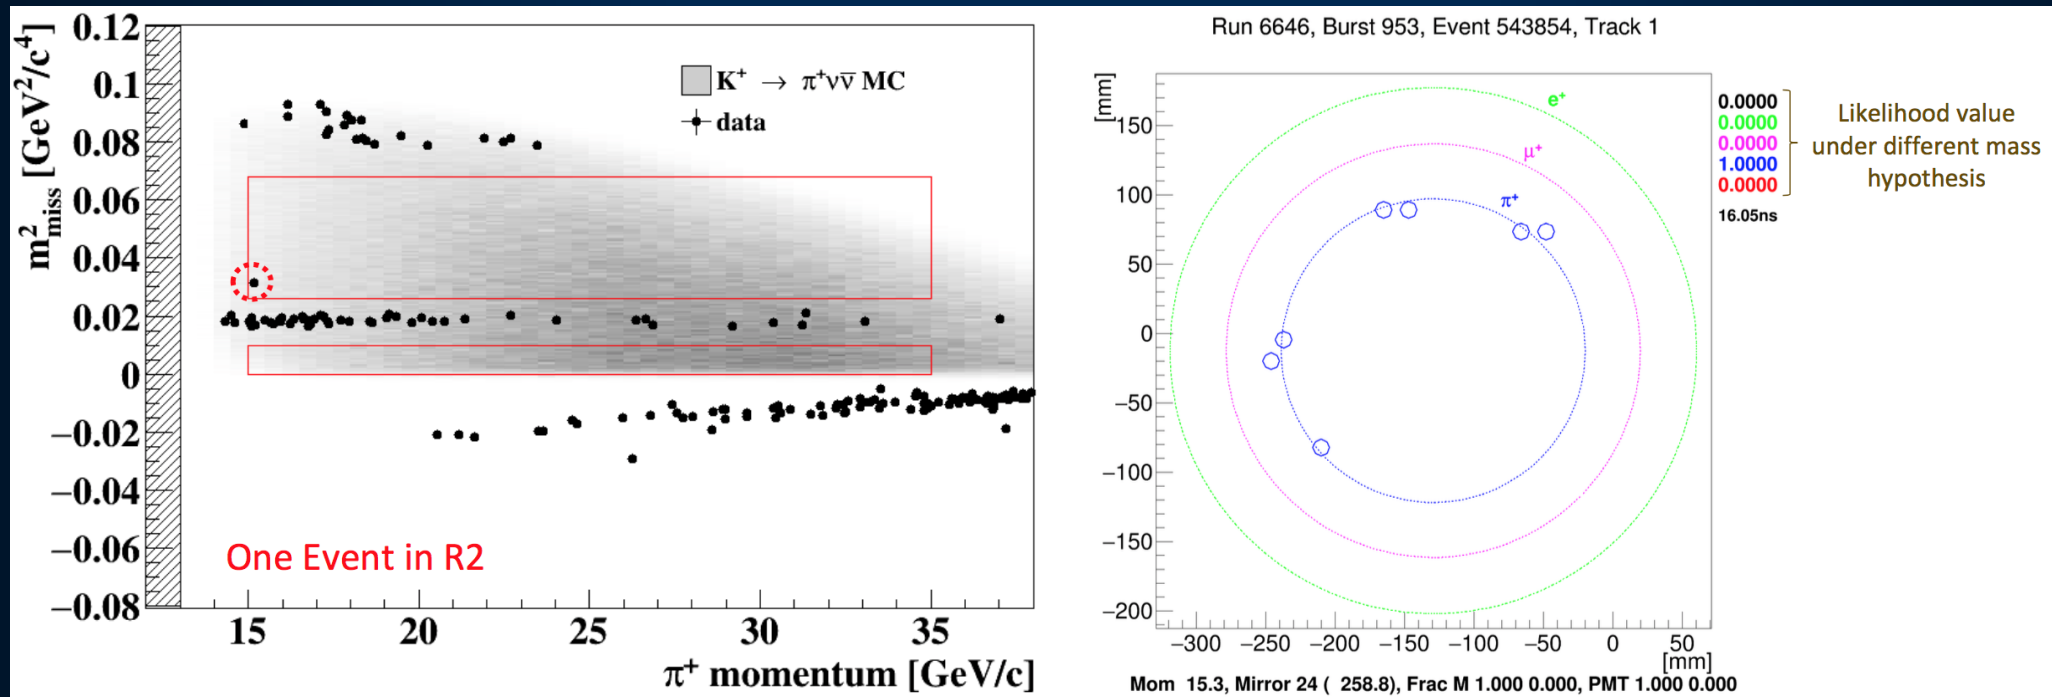 0.12
0.1
0.08
0.06
0.04
0.02
0
−0.02
−0.04
−0.06
−0.08
m²miss [GeV²/c⁴]
K⁺ → π⁺νν̄ MC
data
One Event in R2
15 20 25 30 35
π⁺ momentum [GeV/c]
Run 6646, Burst 953, Event 543854, Track 1
[mm]
150
100
50
0
−50
−100
−150
−200
e⁺
μ⁺
π⁺
0.0000
0.0000
0.0000
1.0000
0.0000
16.05ns
Likelihood value
under different mass
hypothesis
−300 −250 −200 −150 −100 −50 0 50
[mm]
Mom 15.3, Mirror 24 ( 258.8), Frac M 1.000 0.000, PMT 1.000 0.000